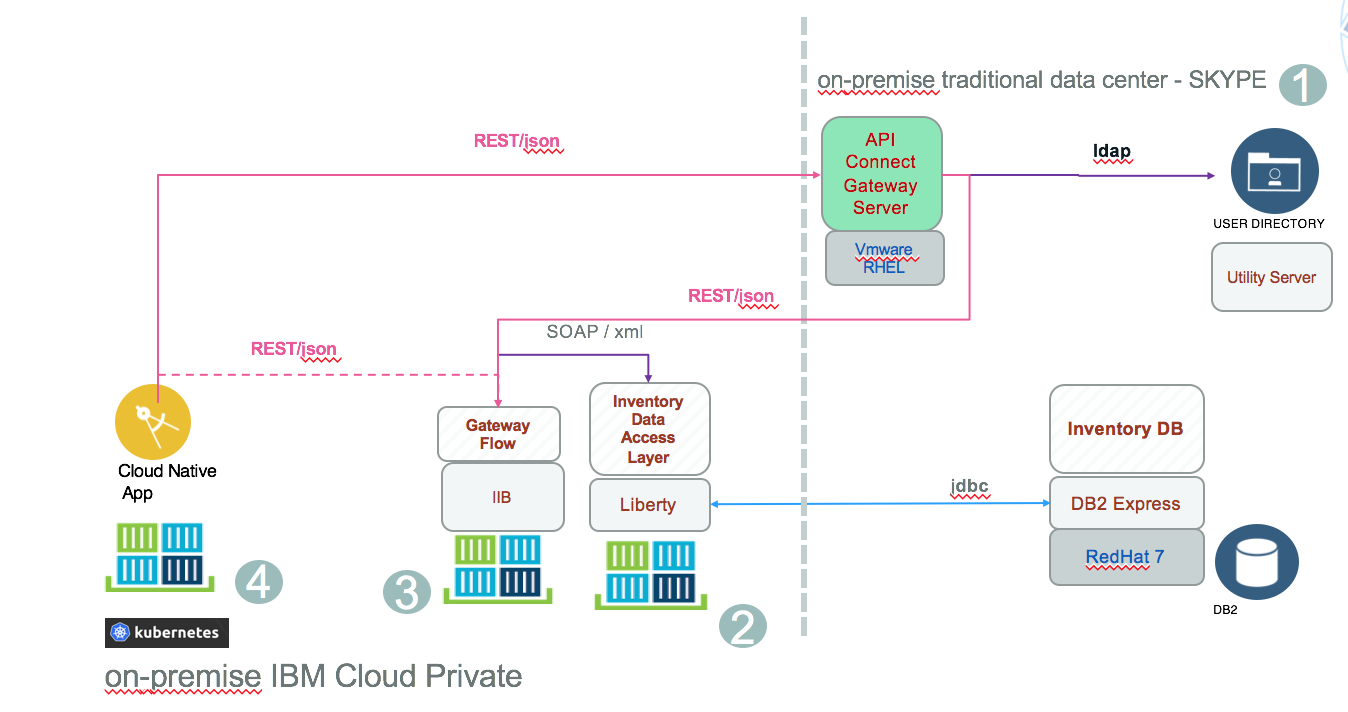 on-premise traditional data center - SKYPE
1
REST/json
API
Connect
Gateway
Server
ldap
USER DIRECTORY
Vmware
RHEL
Utility Server
REST/json
SOAP / xml
REST/json
Cloud Native
App
Gateway
Flow
IIB
Inventory
Data
Access
Layer
Liberty
jdbc
Inventory DB
DB2 Express
RedHat 7
DB2
4
3
2
kubernetes
on-premise IBM Cloud Private